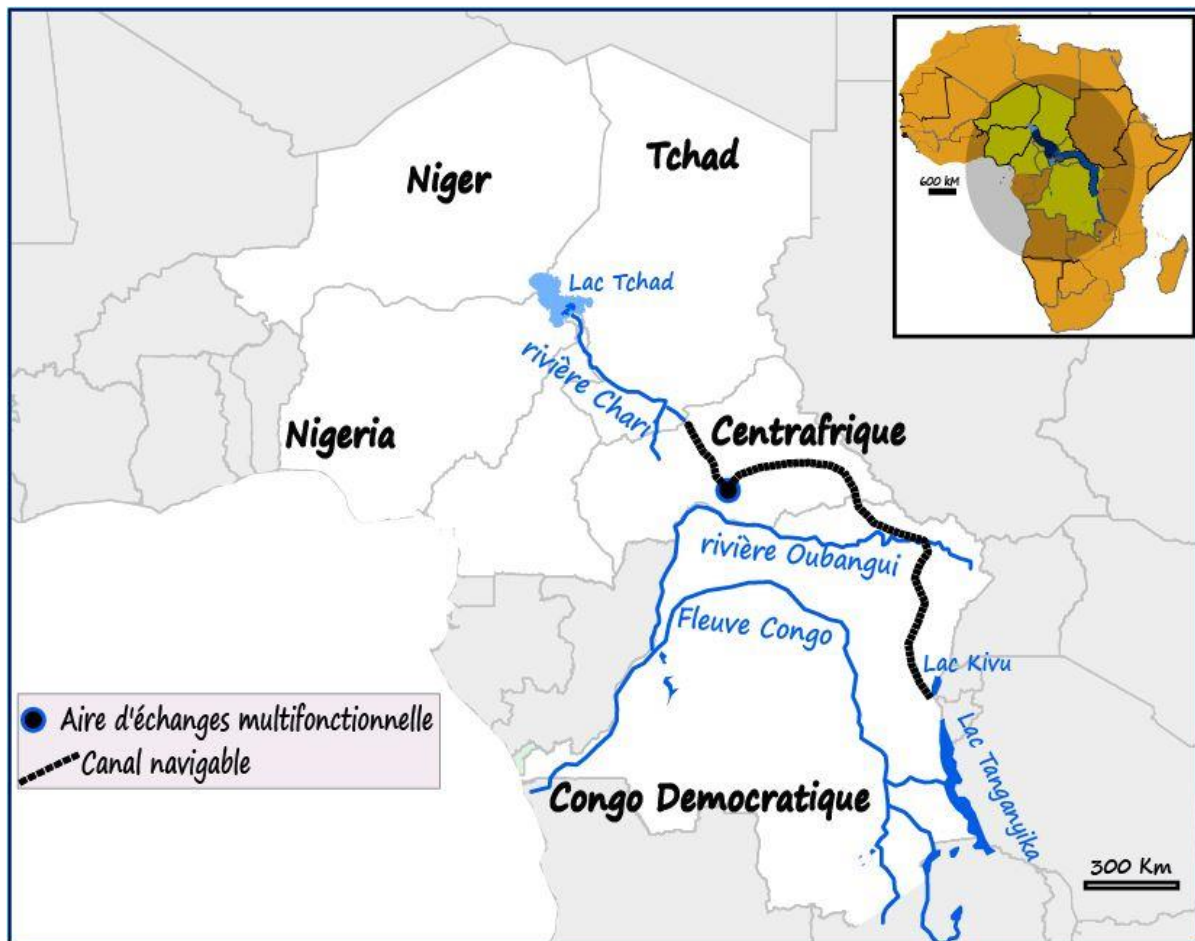 Niger
Tchad
600 KM
Lac Tchad
rivière Chari
Nigeria
Centrafrique
rivière Oubangui
Fleuve Congo
Lac Kivu
Lac Tanganyika
Aire d'échanges multifonctionnelle
Canal navigable
Congo Democratique
300 Km